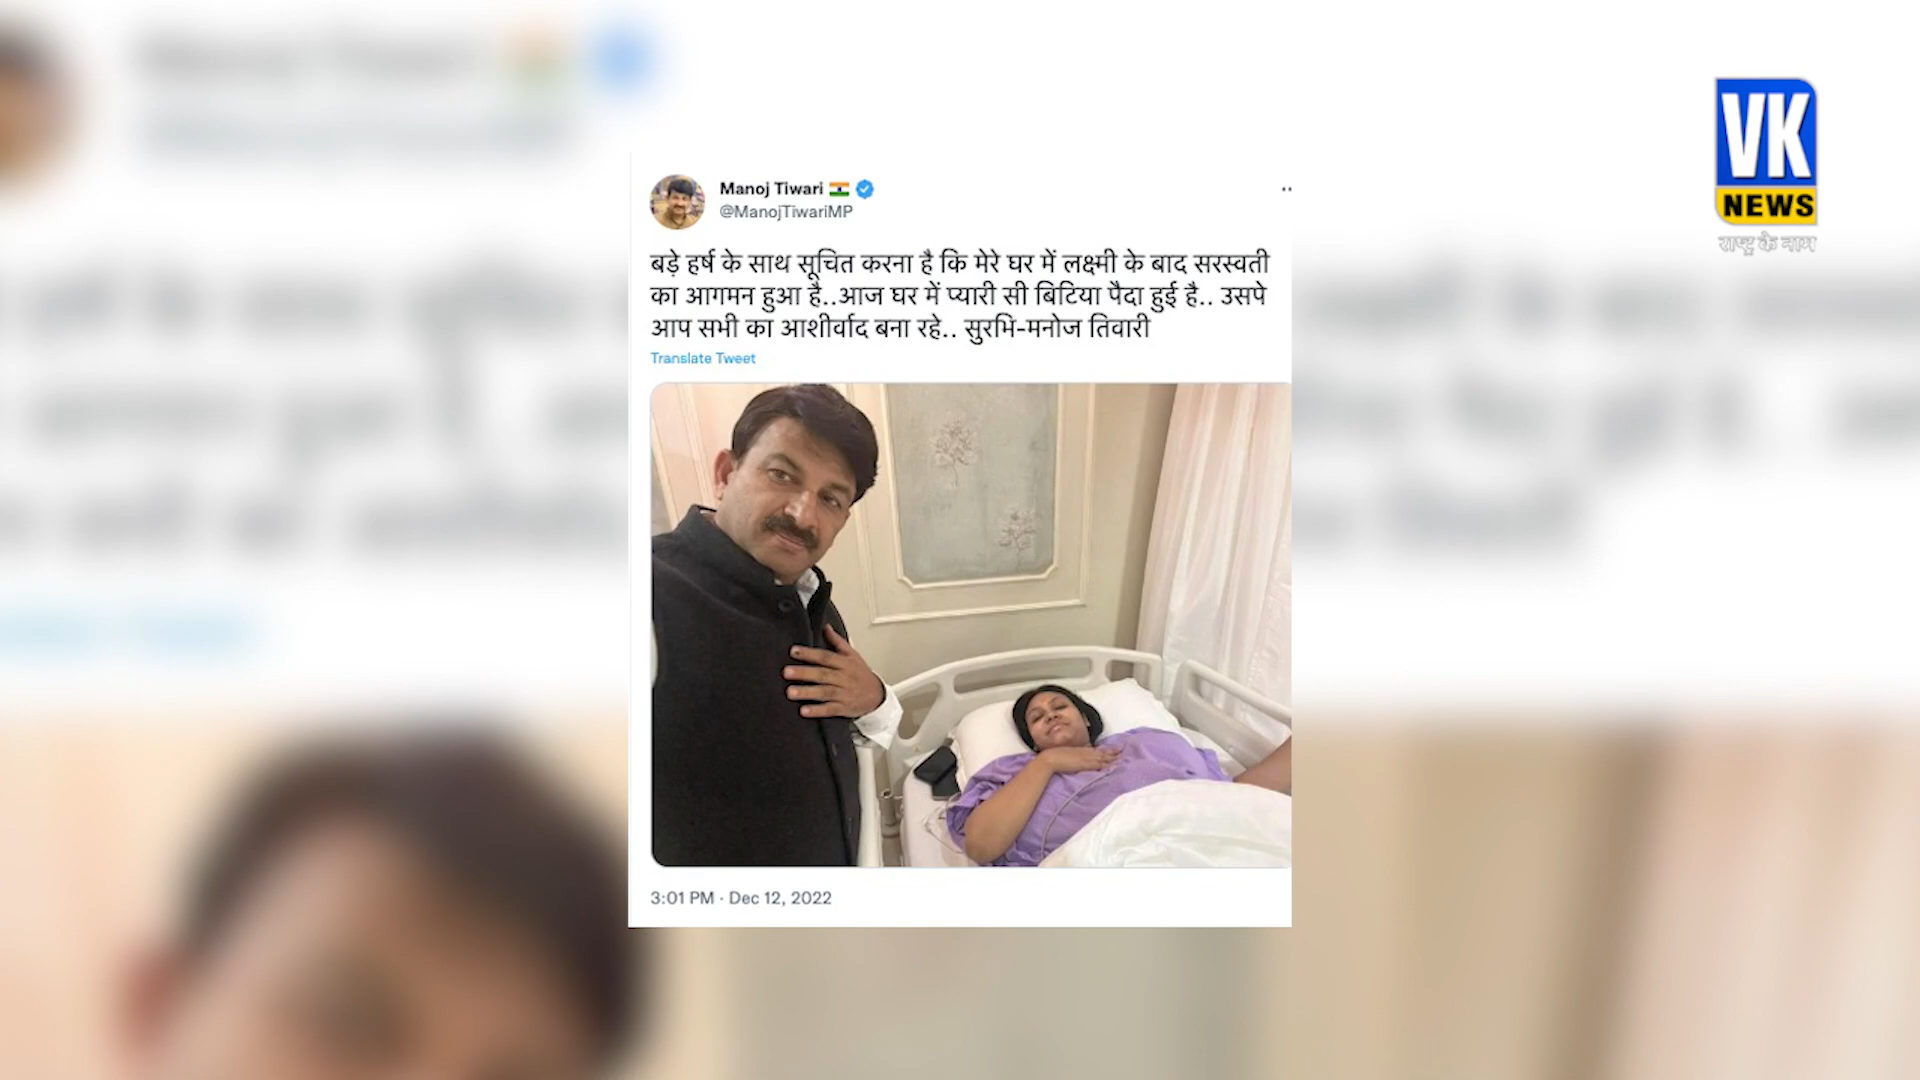 VK
NEWS
राष्ट्र के नाम
Manoj Tiwari
@ManojTiwariMP
बड़े हर्ष के साथ सूचित करना है कि मेरे घर में लक्ष्मी के बाद सरस्वती
का आगमन हुआ है..आज घर में प्यारी सी बिटिया पैदा हुई है.. उसपे
आप सभी का आशीर्वाद बना रहे.. सुरभि-मनोज तिवारी
Translate Tweet
3:01 PM · Dec 12, 2022